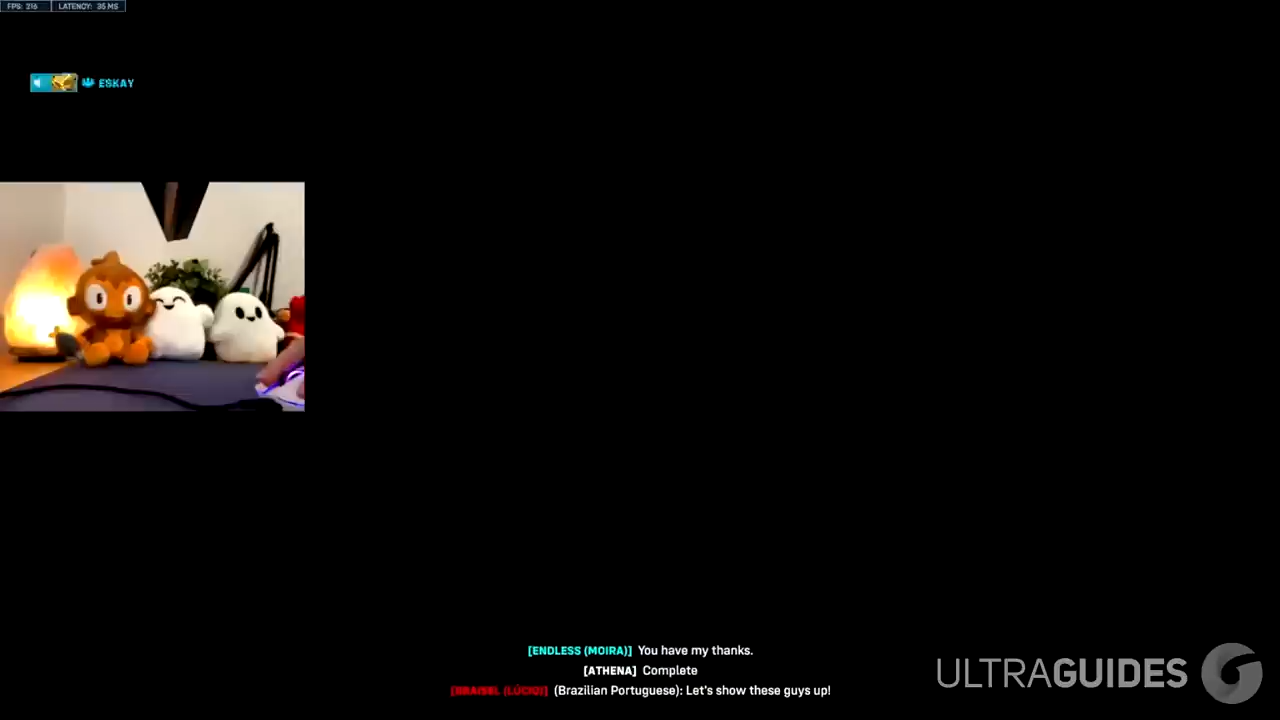 FPS: 216 LATENCY: 35 MS
ESKAY
[ENDLESS (MOIRA)] You have my thanks.
[ATHENA] Complete
(Brazilian Portuguese): Let's show these guys up!
ULTRAGUIDES